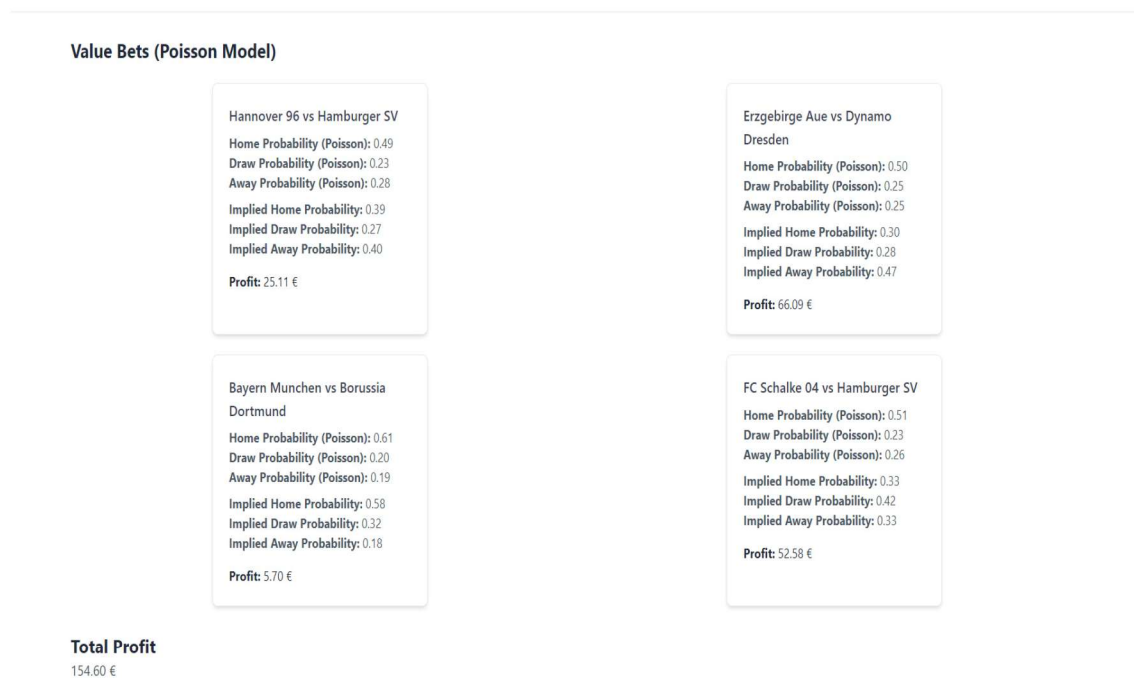 Value Bets (Poisson Model)
Hannover 96 vs Hamburger SV
Home Probability (Poisson): 0.49
Draw Probability (Poisson): 0.23
Away Probability (Poisson): 0.28
Implied Home Probability: 0.39
Implied Draw Probability: 0.27
Implied Away Probability: 0.40
Profit: 25.11 €
Erzgebirge Aue vs Dynamo
Dresden
Home Probability (Poisson): 0.50
Draw Probability (Poisson): 0.25
Away Probability (Poisson): 0.25
Implied Home Probability: 0.30
Implied Draw Probability: 0.28
Implied Away Probability: 0.47
Profit: 66.09 €
Bayern Munchen vs Borussia
Dortmund
Home Probability (Poisson): 0.61
Draw Probability (Poisson): 0.20
Away Probability (Poisson): 0.19
Implied Home Probability: 0.58
Implied Draw Probability: 0.32
Implied Away Probability: 0.18
Profit: 5.70 €
FC Schalke 04 vs Hamburger SV
Home Probability (Poisson): 0.51
Draw Probability (Poisson): 0.23
Away Probability (Poisson): 0.26
Implied Home Probability: 0.33
Implied Draw Probability: 0.42
Implied Away Probability: 0.33
Profit: 52.58 €
Total Profit
154.60 €